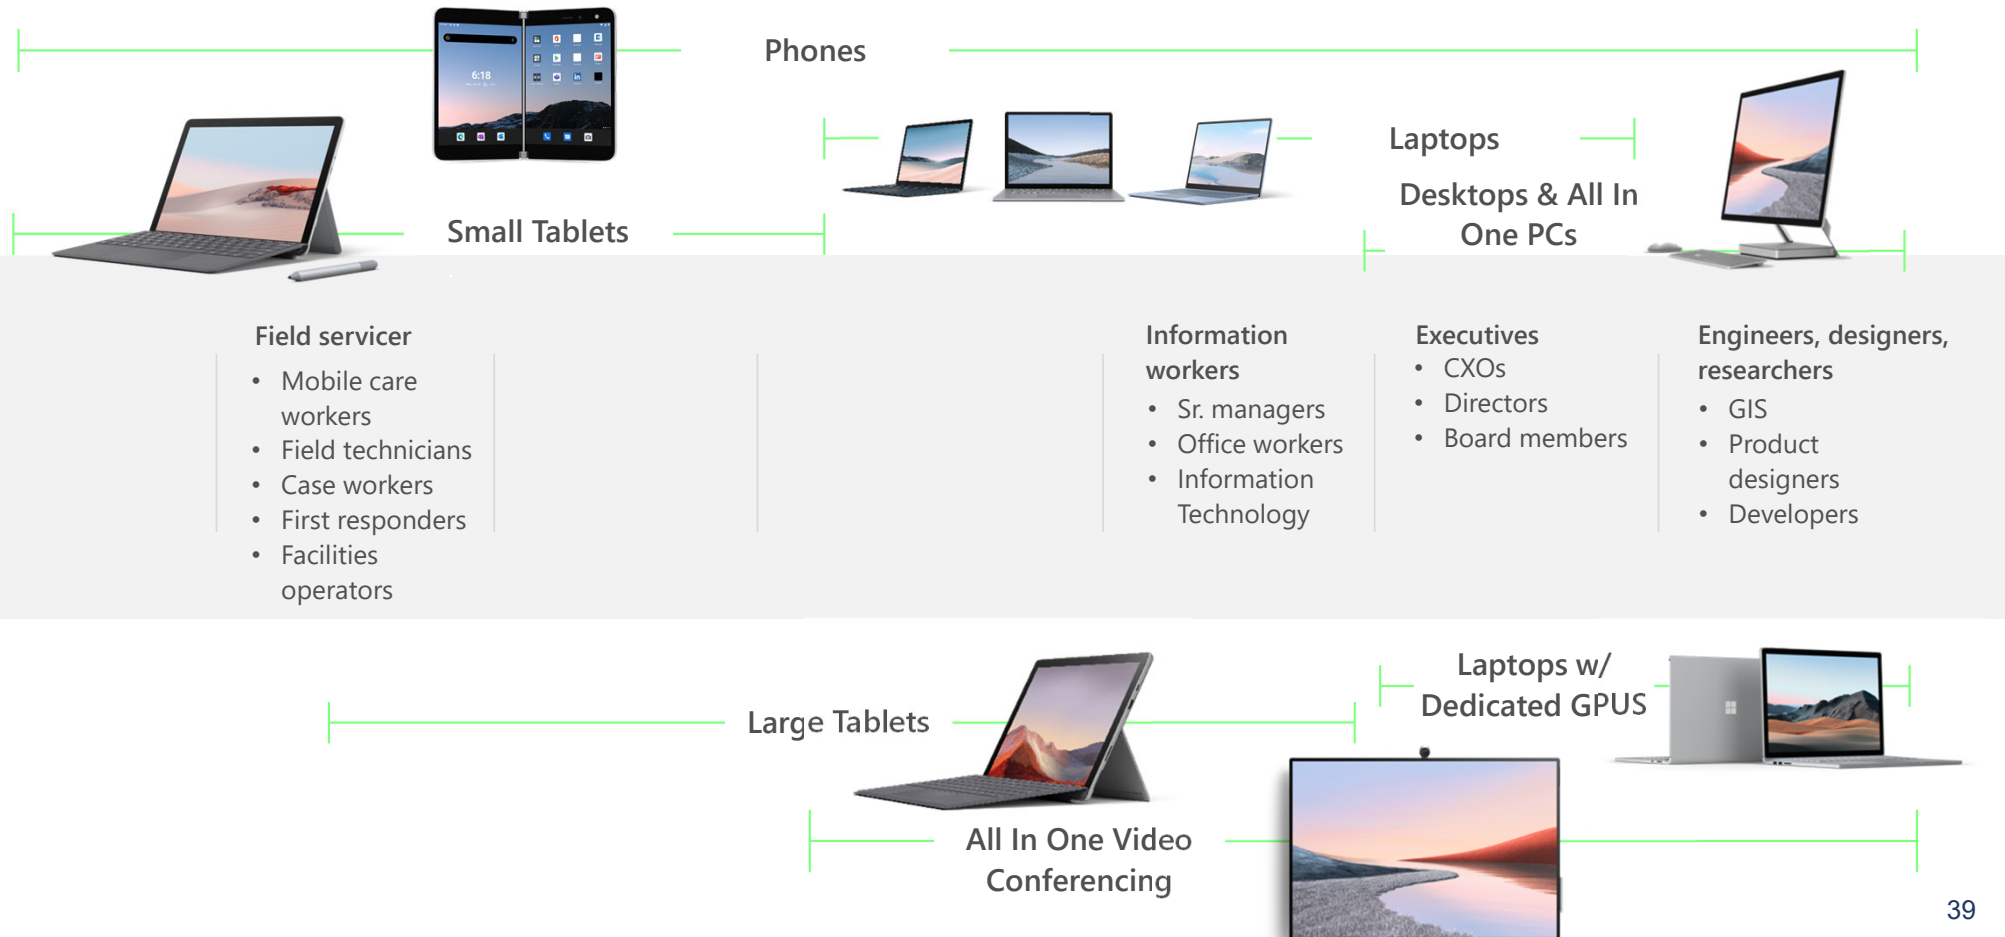 Phones
6:18
Laptops
Desktops & All In
One PCs
Small Tablets
Field servicer
• Mobile care
workers
• Field technicians
• Case workers
• First responders
• Facilities
operators
Information
workers
• Sr. managers
• Office workers
• Information
Technology
Executives
• CXOs
• Directors
• Board members
Engineers, designers,
researchers
• GIS
• Product
designers
• Developers
Laptops w/
Dedicated GPUS
Large Tablets
All In One Video
Conferencing
39